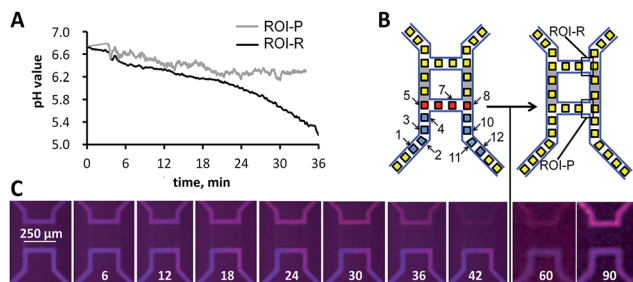 A
ROI-P
ROI-R
pH value
7.0
6.6
6.2
5.8
5.4
5.0
0 6 12 18 24 30 36
time, min
B
ROI-R
5 7 8
3 4 10
1 2 11 12
ROI-P
C
250 µm
6 12 18 24 30 36 42 60 90